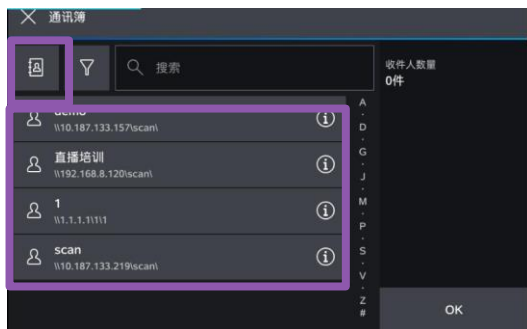 通讯簿
搜索
收件人数量
0件
demo
\\10.187.133.157\scan\
直播培训
\\192.168.8.120\scan\
1
\\1.1.1.1\1\1
scan
\\10.187.133.219\scan\
A
D
G
J
M
P
S
V
Z
#
OK